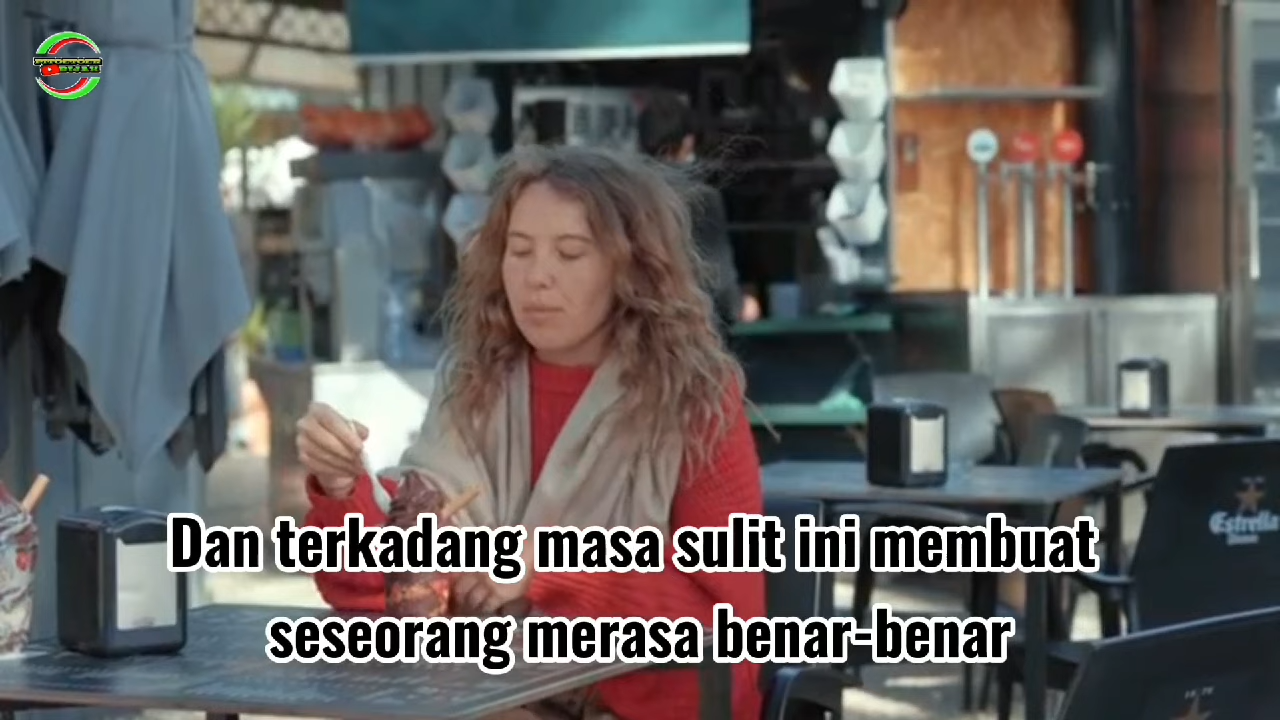 Dan terkadang masa sulit ini membuat
seseorang merasa benar-benar
Estrella